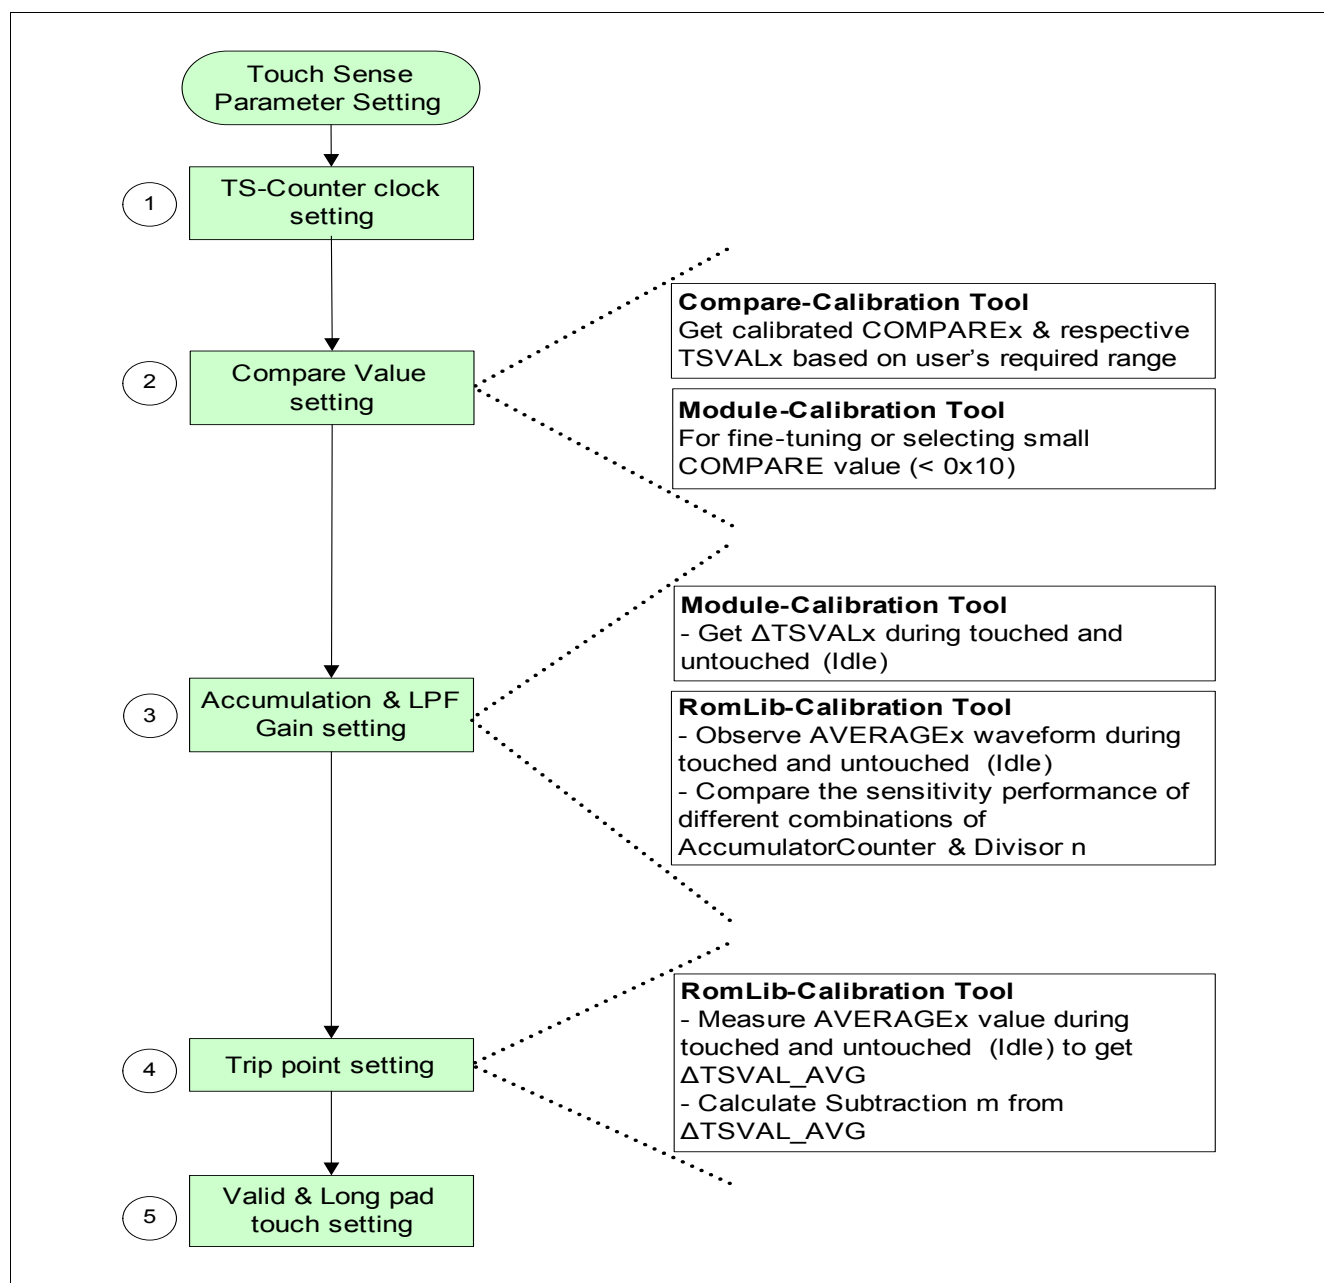 Touch Sense
Parameter Setting
1
TS-Counter clock
setting
2
Compare Value
setting
Compare-Calibration Tool
Get calibrated COMPAREx & respective
TSVALx based on user's required range
Module-Calibration Tool
For fine-tuning or selecting small
COMPARE value (< 0x10)
3
Accumulation & LPF
Gain setting
Module-Calibration Tool
- Get ΔTSVALx during touched and
untouched (Idle)
RomLib-Calibration Tool
- Observe AVERAGEx waveform during
touched and untouched (Idle)
- Compare the sensitivity performance of
different combinations of
AccumulatorCounter & Divisor n
4
Trip point setting
RomLib-Calibration Tool
- Measure AVERAGEx value during
touched and untouched (Idle) to get
ΔTSVAL_AVG
- Calculate Subtraction m from
ΔTSVAL_AVG
5
Valid & Long pad
touch setting